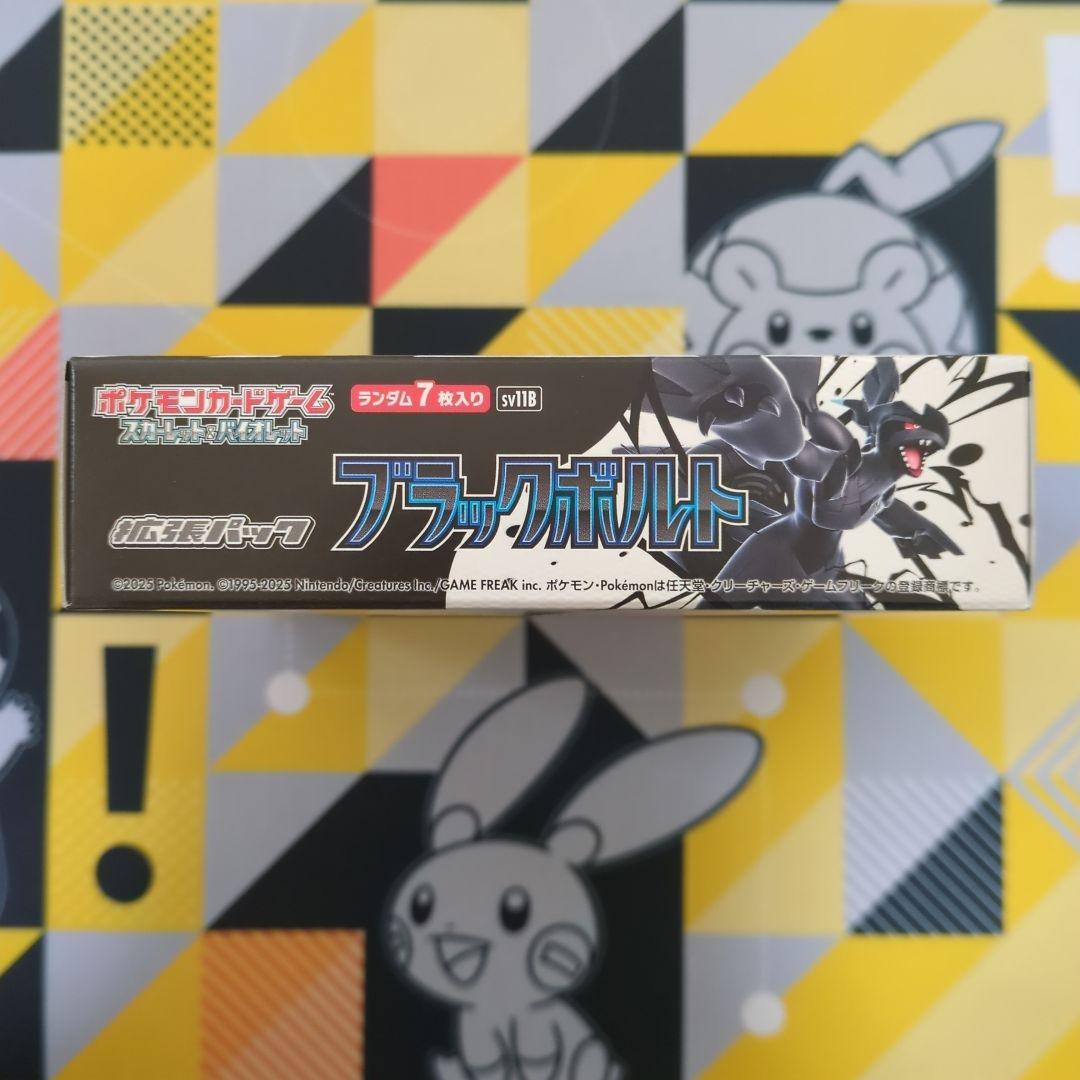 ポケモンカードゲーム
スカーレット&バイオレット
ランダム7枚入り
sv11B
拡張パック
ブラックボルト
©2025 Pokémon. ©1995-2025 Nintendo/Creatures Inc./GAME FREAK inc. ポケモン・Pokémonは任天堂・クリーチャーズ・ゲームフリークの登録商標です。